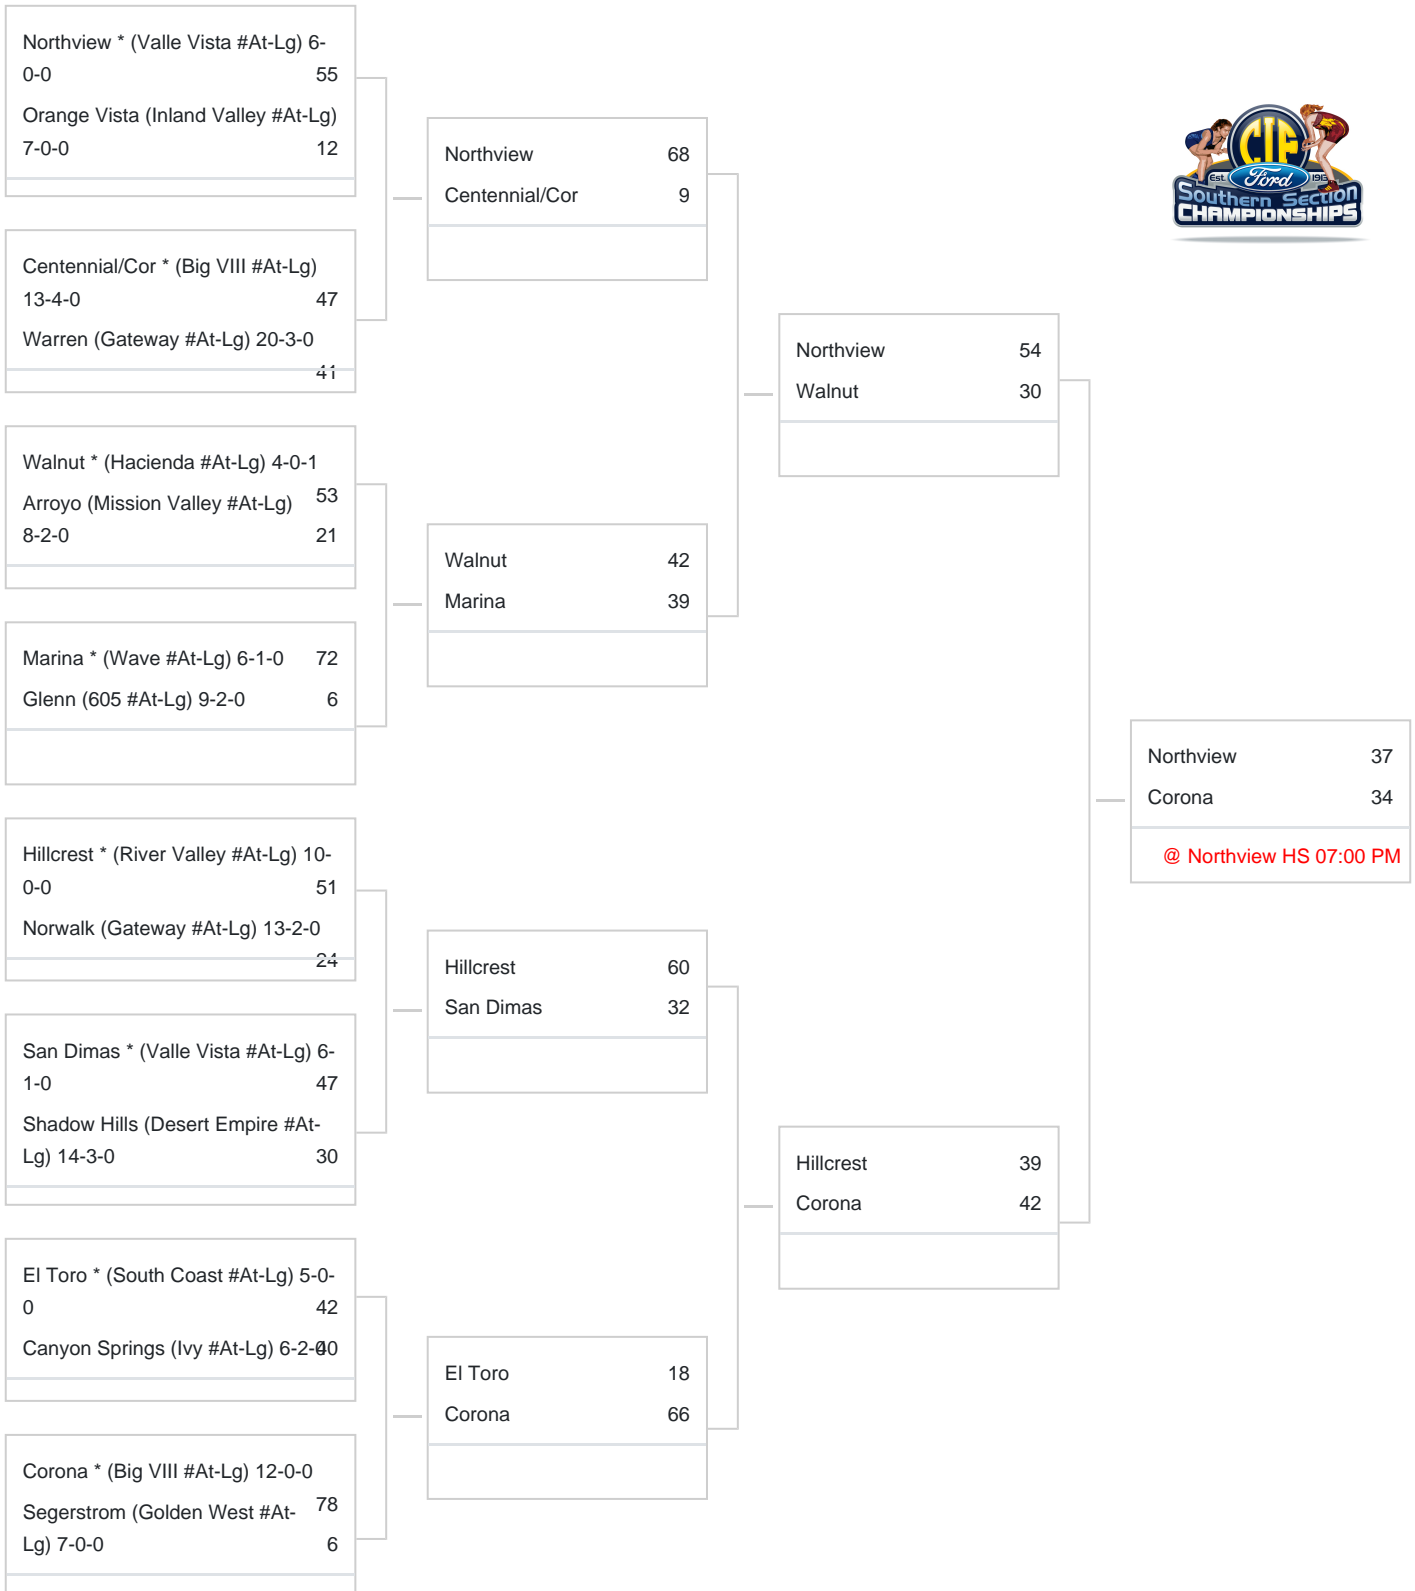 Northview * (Valle Vista #At-Lg) 6-
0-0 55
Orange Vista (Inland Valley #At-Lg)
7-0-0 12
Centennial/Cor * (Big VIII #At-Lg)
13-4-0 47
Warren (Gateway #At-Lg) 20-3-0
41
Walnut * (Hacienda #At-Lg) 4-0-1
53
Arroyo (Mission Valley #At-Lg)
8-2-0 21
Marina * (Wave #At-Lg) 6-1-0 72
Glenn (605 #At-Lg) 9-2-0 6
Hillcrest * (River Valley #At-Lg) 10-
0-0 51
Norwalk (Gateway #At-Lg) 13-2-0
24
San Dimas * (Valle Vista #At-Lg) 6-
1-0 47
Shadow Hills (Desert Empire #At-
Lg) 14-3-0 30
El Toro * (South Coast #At-Lg) 5-0-
0 42
Canyon Springs (Ivy #At-Lg) 6-2-0 40
Corona * (Big VIII #At-Lg) 12-0-0
78
Segerstrom (Golden West #At-
Lg) 7-0-0 6
Northview 68
Centennial/Cor 9
Walnut 42
Marina 39
Hillcrest 60
San Dimas 32
El Toro 18
Corona 66
Northview 54
Walnut 30
Hillcrest 39
Corona 42
Northview 37
Corona 34
@ Northview HS 07:00 PM
CIF
Est.
Ford
Southern Section
CHAMPIONSHIPS